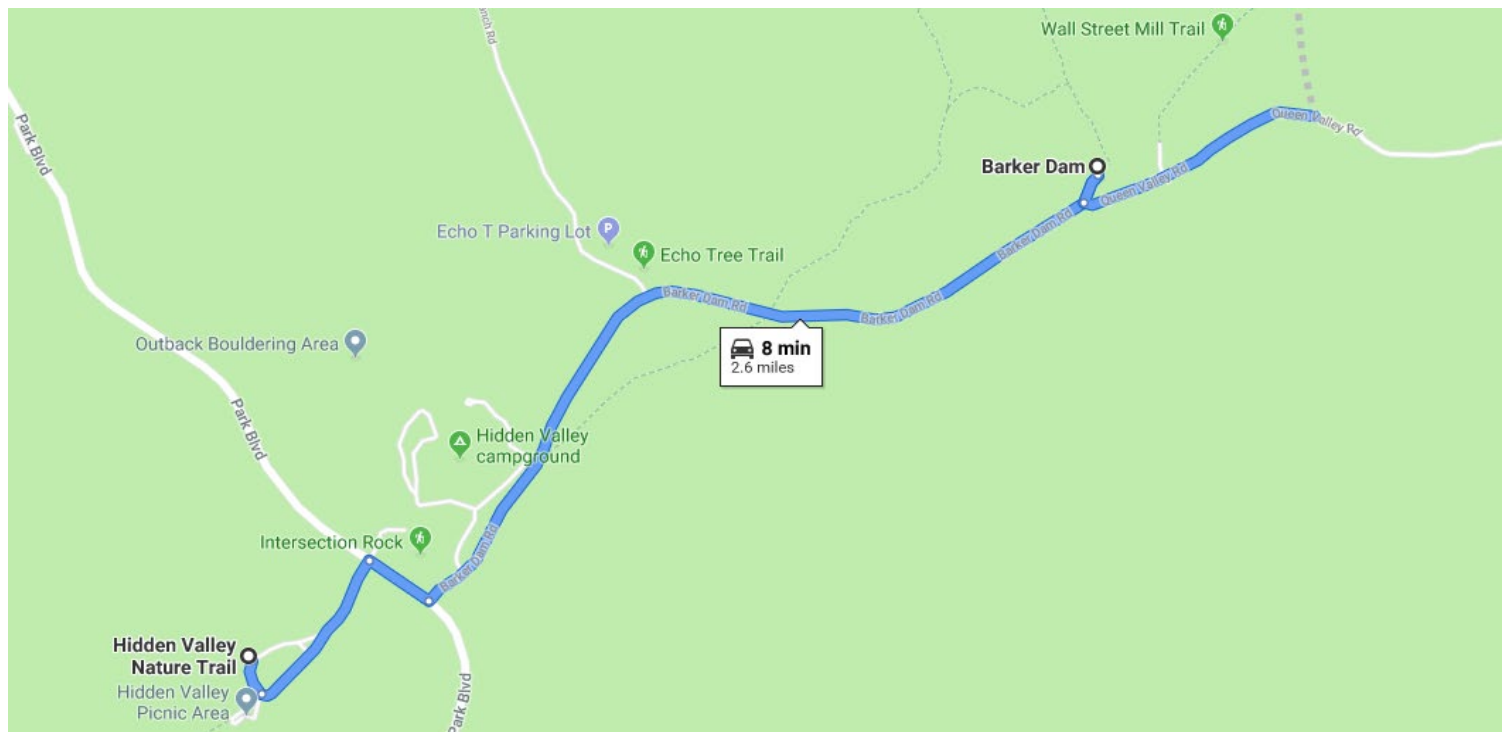 nch Rd
Wall Street Mill Trail
Park Blvd
Queen Valley Rd
Barker Dam
Queen Valley Rd
Echo T Parking Lot
P
Echo Tree Trail
Barker Dam Rd
Barker Dam Rd
Barker Dam Rd
Outback Bouldering Area
8 min
2.6 miles
Park Blvd
Hidden Valley
campground
Intersection Rock
Barker Dam Rd
Hidden Valley
Nature Trail
Hidden Valley
Picnic Area
Park Blvd